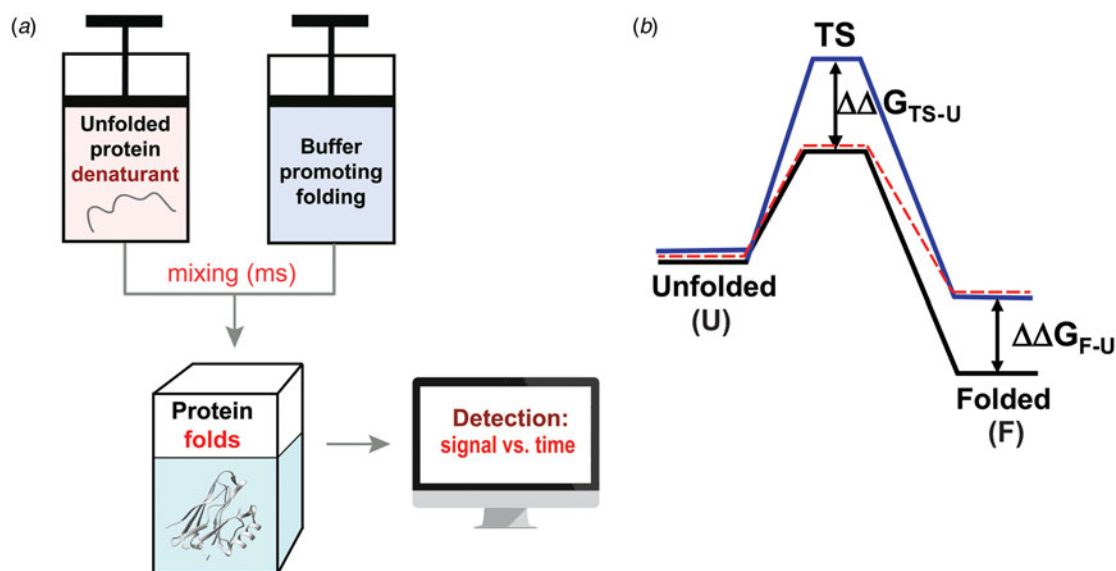 (a)
Unfolded
protein
denaturant
Buffer
promoting
folding
mixing (ms)
Protein
folds
Detection:
signal vs. time
(b)
TS
ΔΔG_TS-U
Unfolded
(U)
ΔΔG_F-U
Folded
(F)